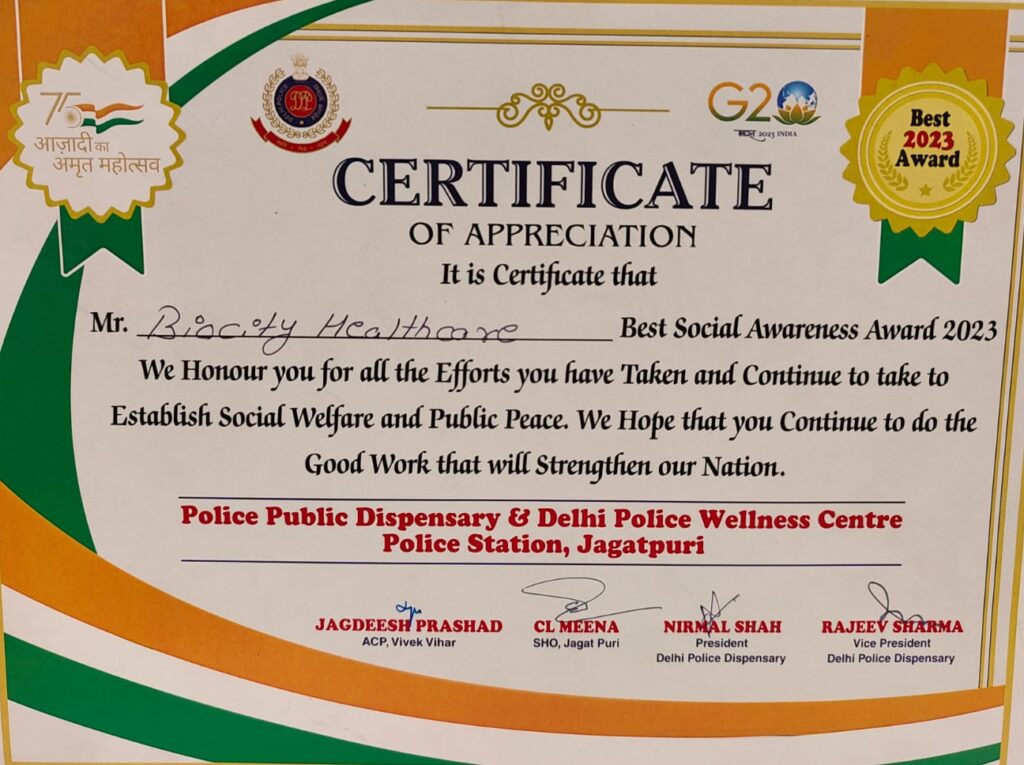 75
आज़ादी का
अमृत महोत्सव
G20
भारत 2023 INDIA
Best
2023
Award
CERTIFICATE
OF APPRECIATION
It is Certificate that
Mr. Biocity Healthcare Best Social Awareness Award 2023
We Honour you for all the Efforts you have Taken and Continue to take to
Establish Social Welfare and Public Peace. We Hope that you Continue to do the
Good Work that will Strengthen our Nation.
Police Public Dispensary & Delhi Police Wellness Centre
Police Station, Jagatpuri
JAGDEESH PRASHAD
ACP, Vivek Vihar
CL MEENA
SHO, Jagat Puri
NIRMAL SHAH
President
Delhi Police Dispensary
RAJEEV SHARMA
Vice President
Delhi Police Dispensary